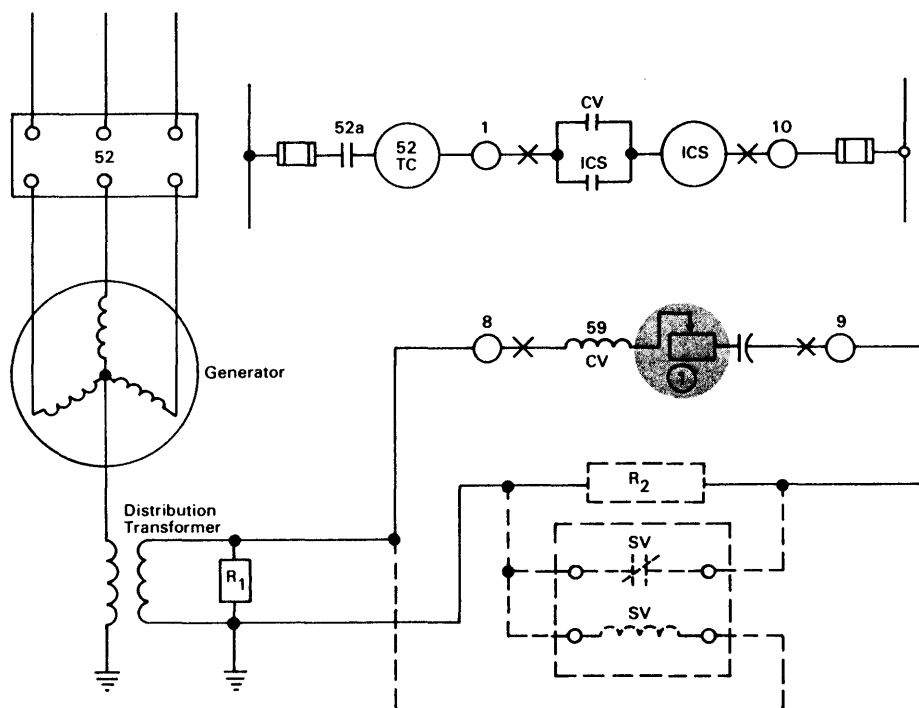 52
52a
52
TC
1
CV
ICS
ICS
10
Generator
8
59
CV
1
9
Distribution
Transformer
R1
R2
SV
SV